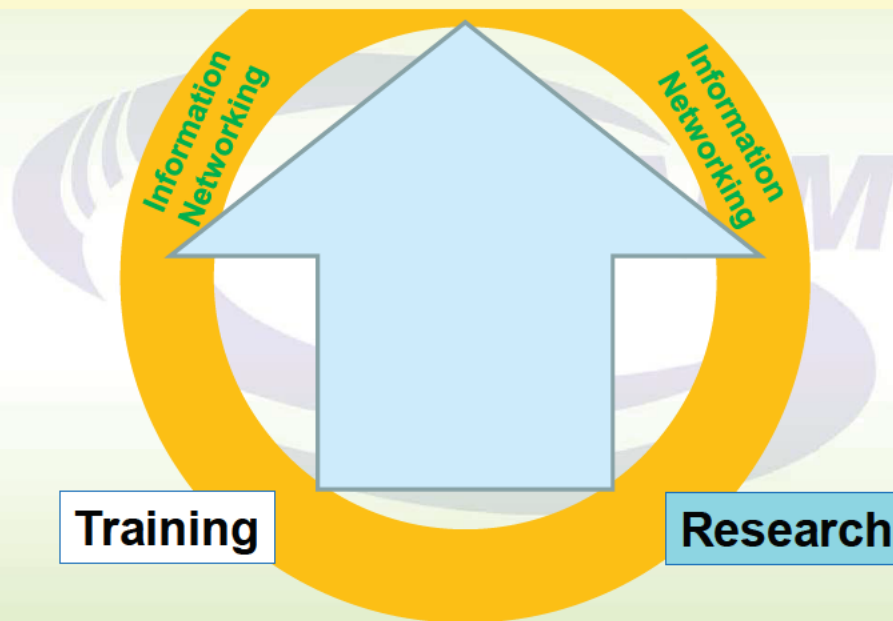 Information
Networking
Information
Networking
M
Training
Research